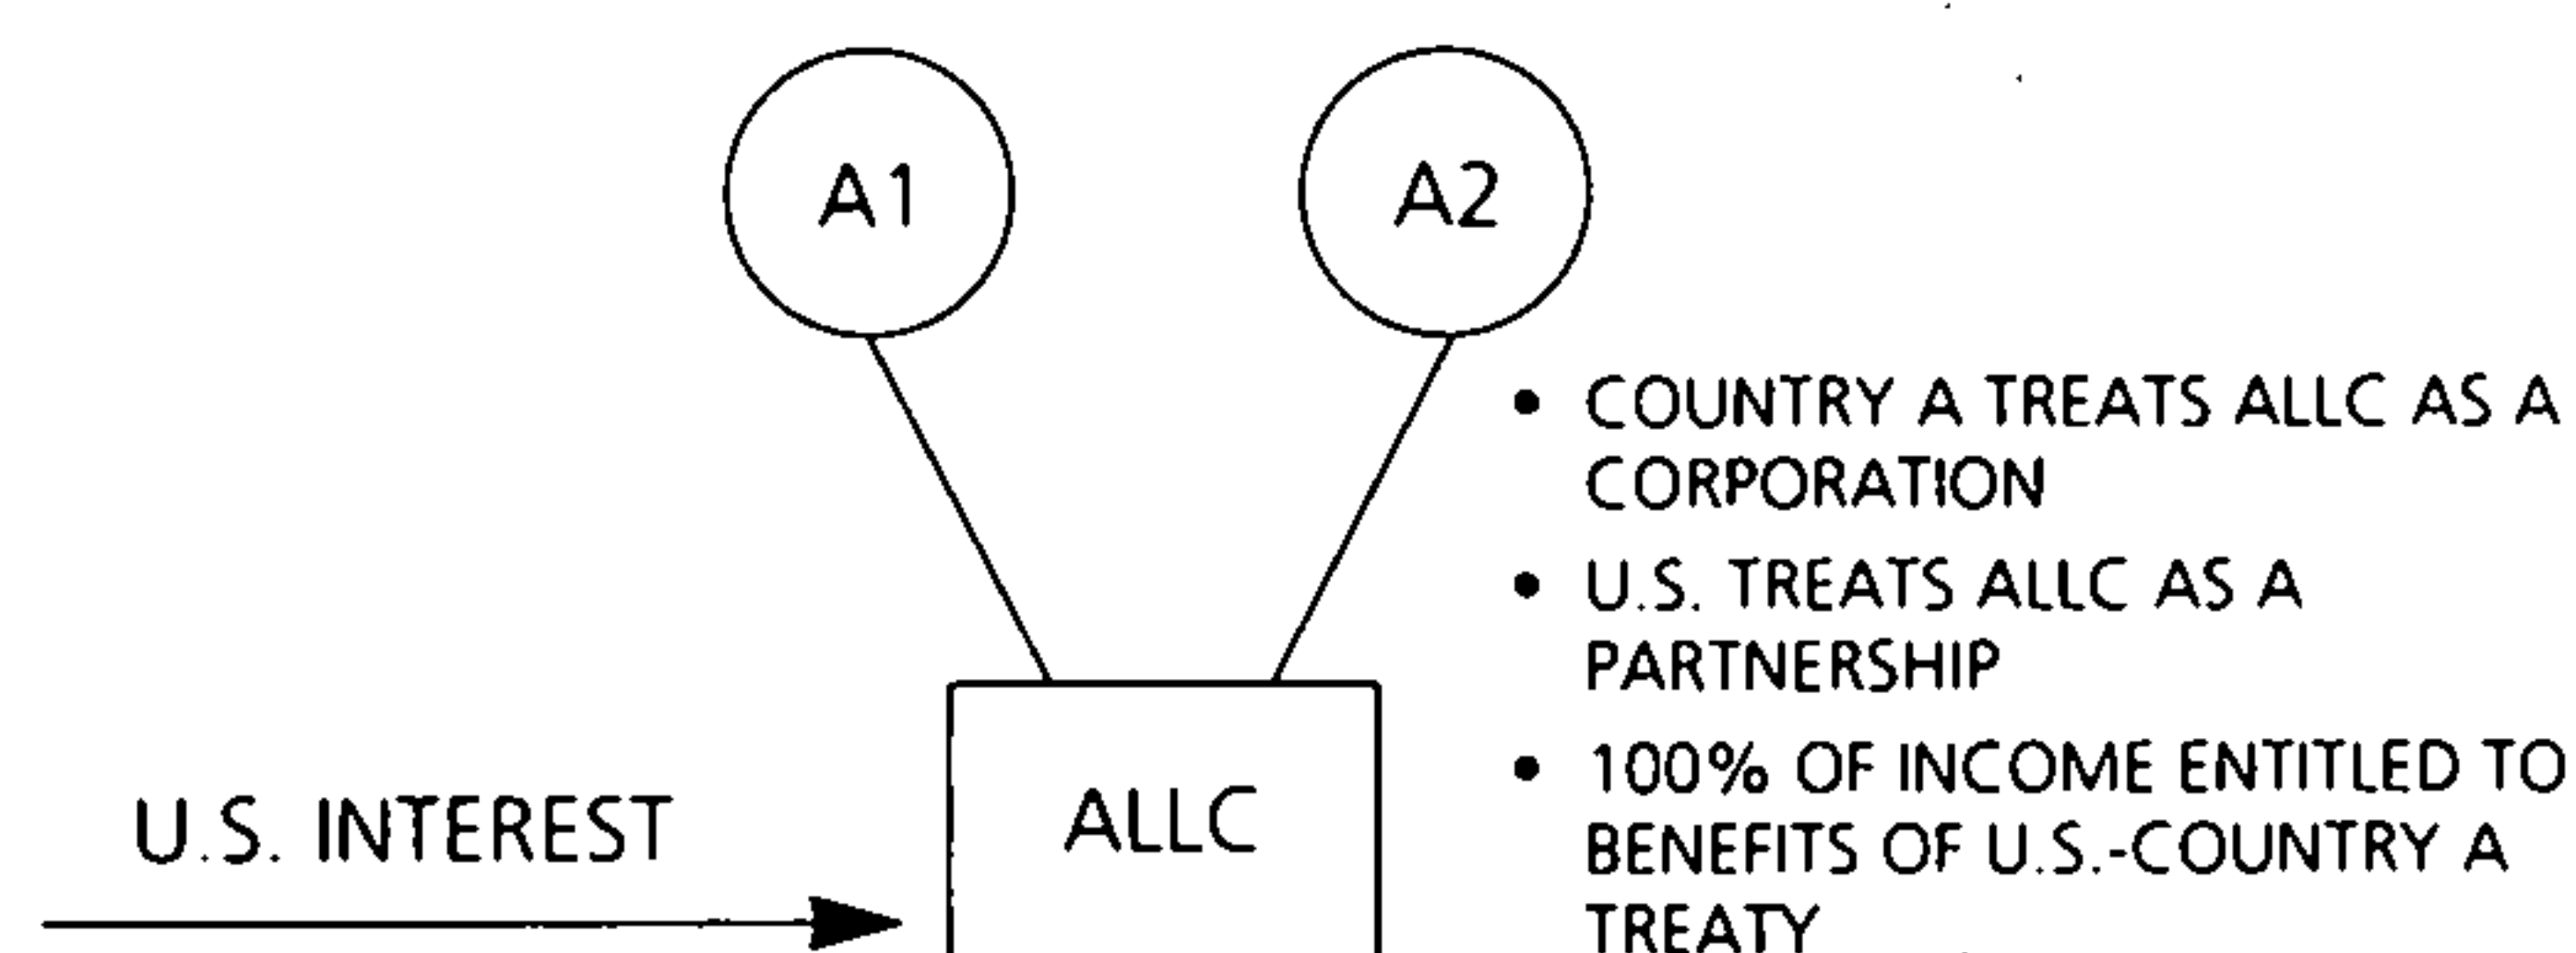 A1
A2
• COUNTRY A TREATS ALLC AS A
CORPORATION
• U.S. TREATS ALLC AS A
PARTNERSHIP
• 100% OF INCOME ENTITLED TO
BENEFITS OF U.S.-COUNTRY A
TREATY
ALLC
U.S. INTEREST